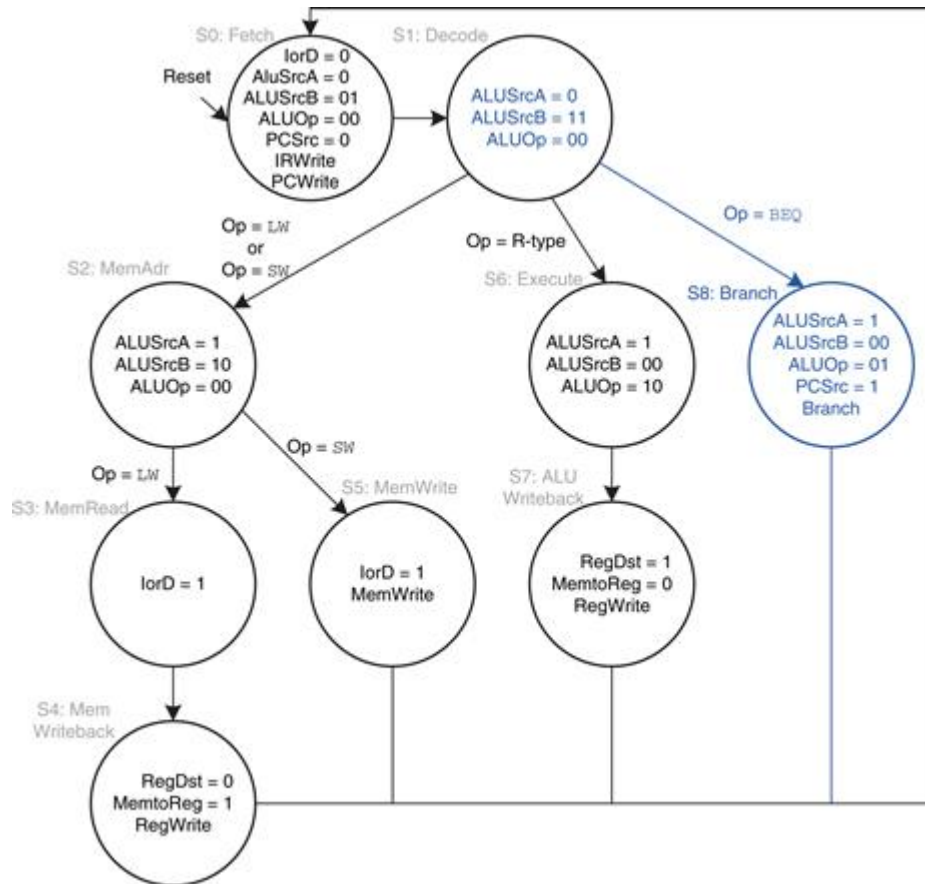 S0: Fetch
S1: Decode
Reset
IorD = 0
AluSrcA = 0
ALUSrcB = 01
ALUOp = 00
PCSrc = 0
IRWrite
PCWrite
ALUSrcA = 0
ALUSrcB = 11
ALUOp = 00
Op = LW
or
Op = SW
Op = R-type
Op = BEQ
S2: MemAdr
S6: Execute
S8: Branch
ALUSrcA = 1
ALUSrcB = 10
ALUOp = 00
ALUSrcA = 1
ALUSrcB = 00
ALUOp = 10
ALUSrcA = 1
ALUSrcB = 00
ALUOp = 01
PCSrc = 1
Branch
Op = LW
Op = SW
S3: MemRead
S5: MemWrite
S7: ALU
Writeback
IorD = 1
IorD = 1
MemWrite
RegDst = 1
MemtoReg = 0
RegWrite
S4: Mem
Writeback
RegDst = 0
MemtoReg = 1
RegWrite